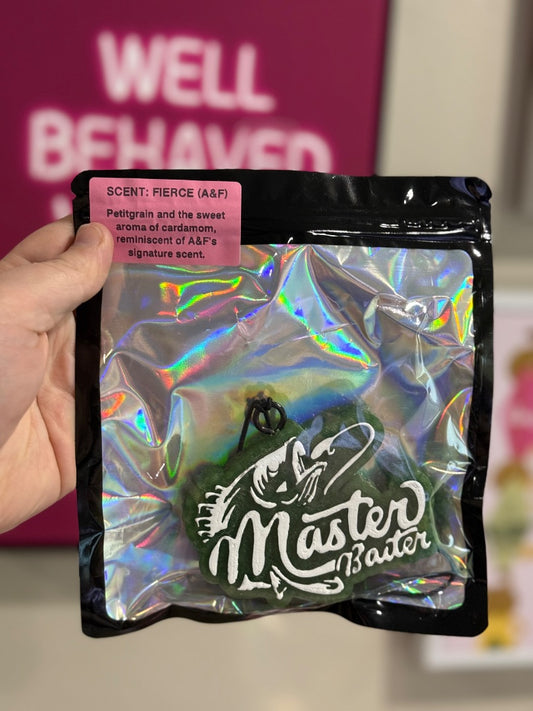 WELL
BEHAVED
SCENT: FIERCE (A&F)
Petitgrain and the sweet
aroma of cardamom,
reminiscent of A&F's
signature scent.
Master
Baiter